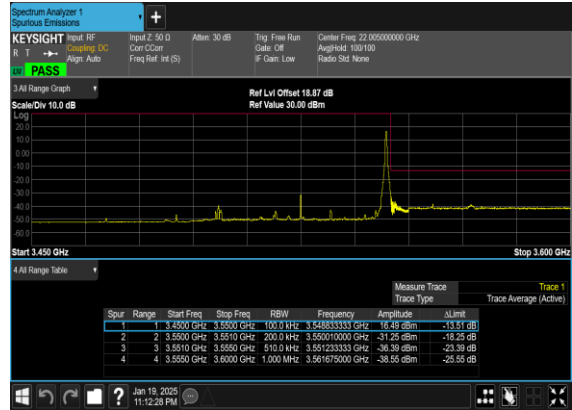 Spectrum Analyzer 1
Spurious Emissions
KEYSIGHT Input: RF Input Z: 50 Ω Atten: 30 dB Trig: Free Run Center Freq: 22.005000000 GHz
R T Coupling: DC Corr CCorr Gate: Off Avg|Hold: 100/100
Align: Auto Freq Ref: Int (S) IF Gain: Low Radio Std: None
PASS
3 All Range Graph
Ref Lvl Offset 18.87 dB
Scale/Div 10.0 dB Ref Value 30.00 dBm
Log
20.0
10.0
0.00
-10.0
-20.0
-30.0
-40.0
-50.0
-60.0
Start 3.450 GHz Stop 3.600 GHz
4 All Range Table
Measure Trace Trace 1
Trace Type Trace Average (Active)
Spur Range Start Freq Stop Freq RBW Frequency Amplitude ΔLimit
1 1 3.4500 GHz 3.5500 GHz 100.0 kHz 3.548833333 GHz 16.49 dBm -13.51 dB
2 2 3.5500 GHz 3.5510 GHz 200.0 kHz 3.550010000 GHz -31.25 dBm -18.25 dB
3 3 3.5510 GHz 3.5550 GHz 510.0 kHz 3.551233333 GHz -36.39 dBm -23.39 dB
4 4 3.5550 GHz 3.6000 GHz 1.000 MHz 3.561675000 GHz -38.55 dBm -25.55 dB
? Jan 19, 2025
11:12:28 PM